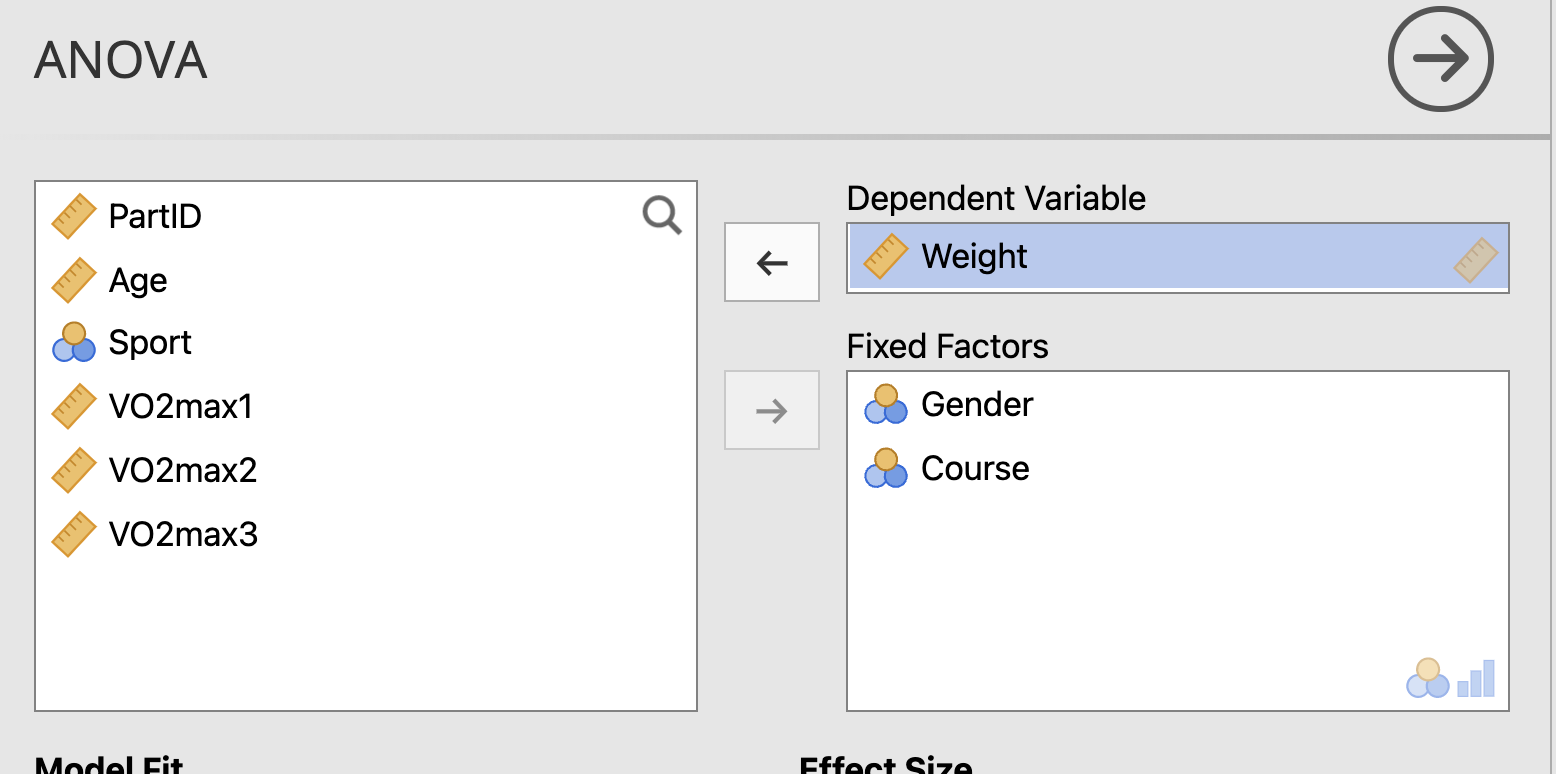 ANOVA
PartID
Age
Sport
VO2max1
VO2max2
VO2max3
Dependent Variable
Weight
Fixed Factors
Gender
Course
Model Fit
Effect Size